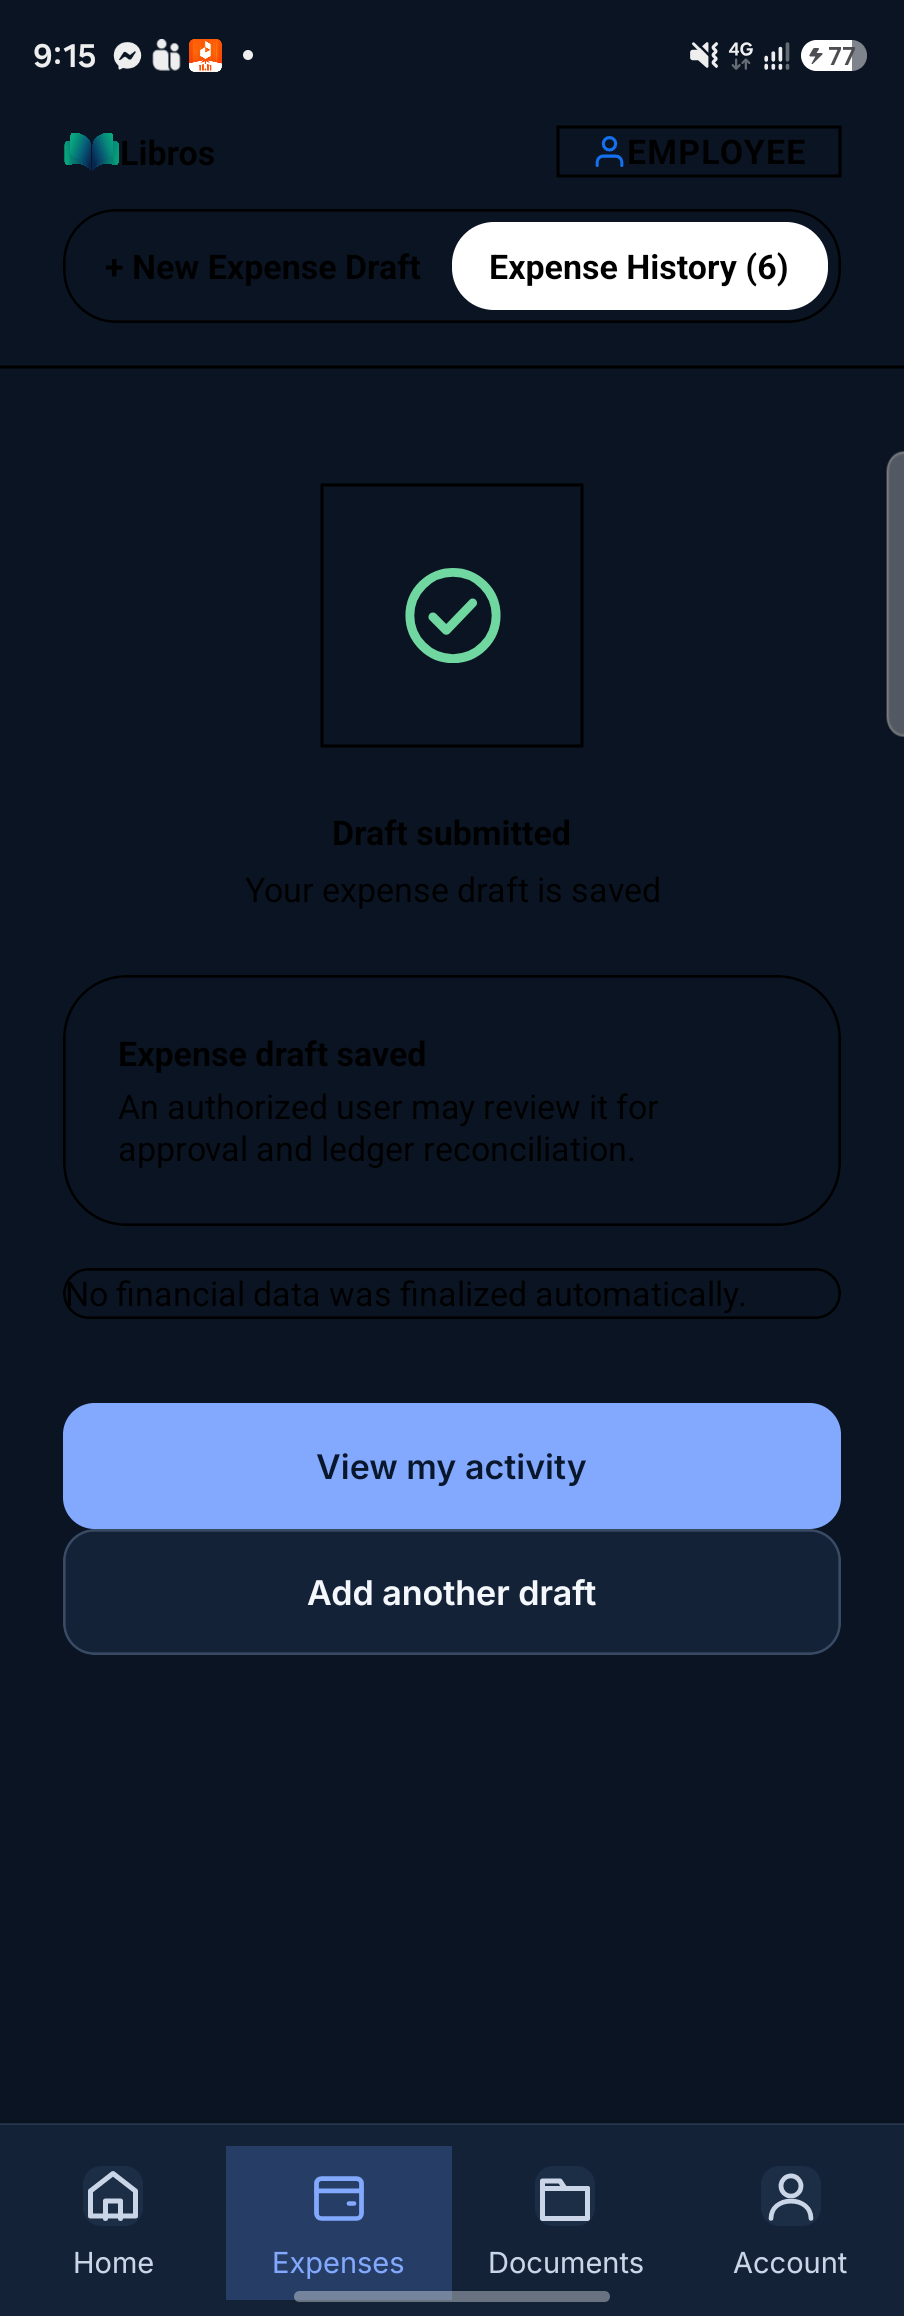 9:15
4G
77
Libros
EMPLOYEE
+ New Expense Draft
Expense History (6)
Draft submitted
Your expense draft is saved
Expense draft saved
An authorized user may review it for
approval and ledger reconciliation.
No financial data was finalized automatically.
View my activity
Add another draft
Home
Expenses
Documents
Account